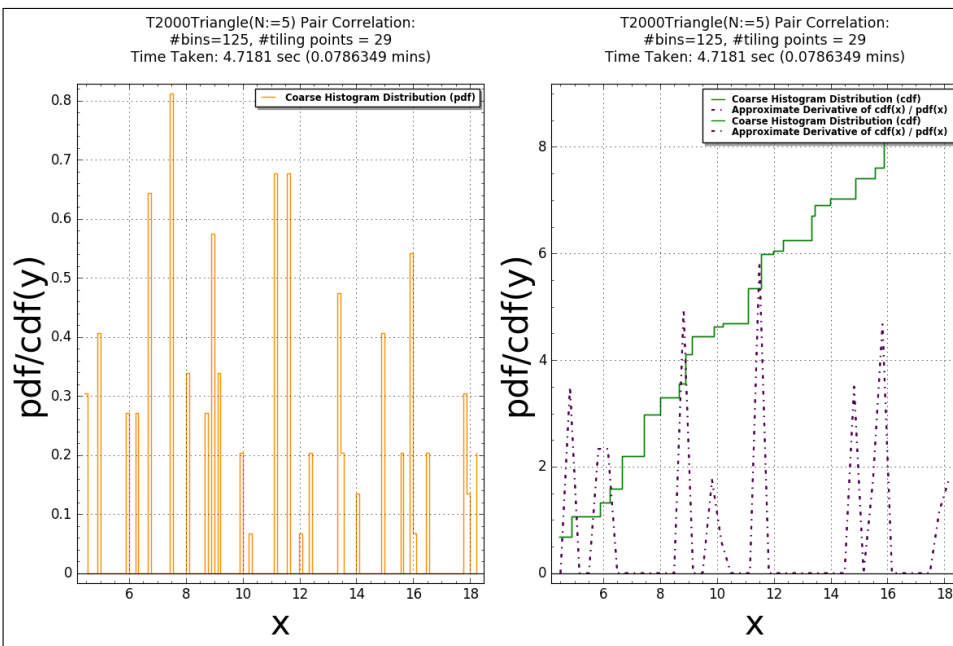 T2000Triangle(N:=5) Pair Correlation:
#bins=125, #tiling points = 29
Time Taken: 4.7181 sec (0.0786349 mins)
Coarse Histogram Distribution (pdf)
0.8
0.7
0.6
0.5
0.4
0.3
0.2
0.1
0
pdf/cdf(y)
6
8
10
12
14
16
18
x
T2000Triangle(N:=5) Pair Correlation:
#bins=125, #tiling points = 29
Time Taken: 4.7181 sec (0.0786349 mins)
Coarse Histogram Distribution (cdf)
Approximate Derivative of cdf(x) / pdf(x)
Coarse Histogram Distribution (cdf)
Approximate Derivative of cdf(x) / pdf(x)
8
6
4
2
0
pdf/cdf(y)
6
8
10
12
14
16
18
x